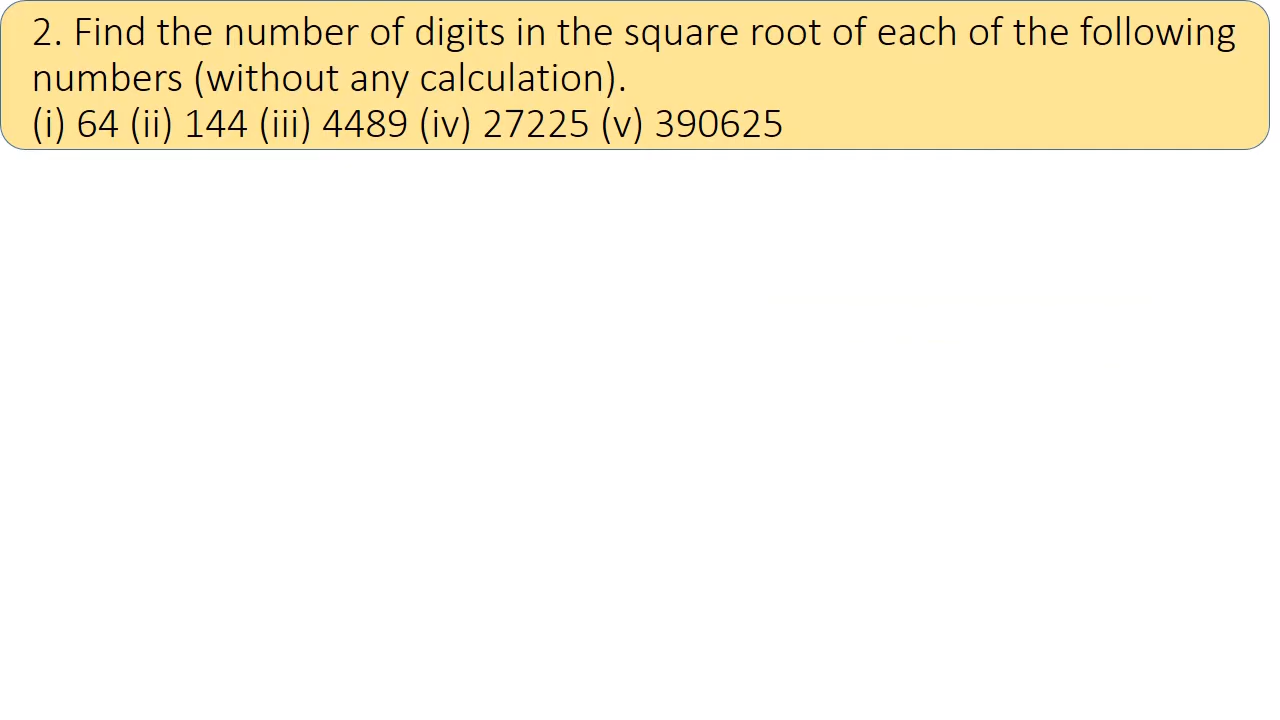 2. Find the number of digits in the square root of each of the following
numbers (without any calculation).
(i) 64 (ii) 144 (iii) 4489 (iv) 27225 (v) 390625